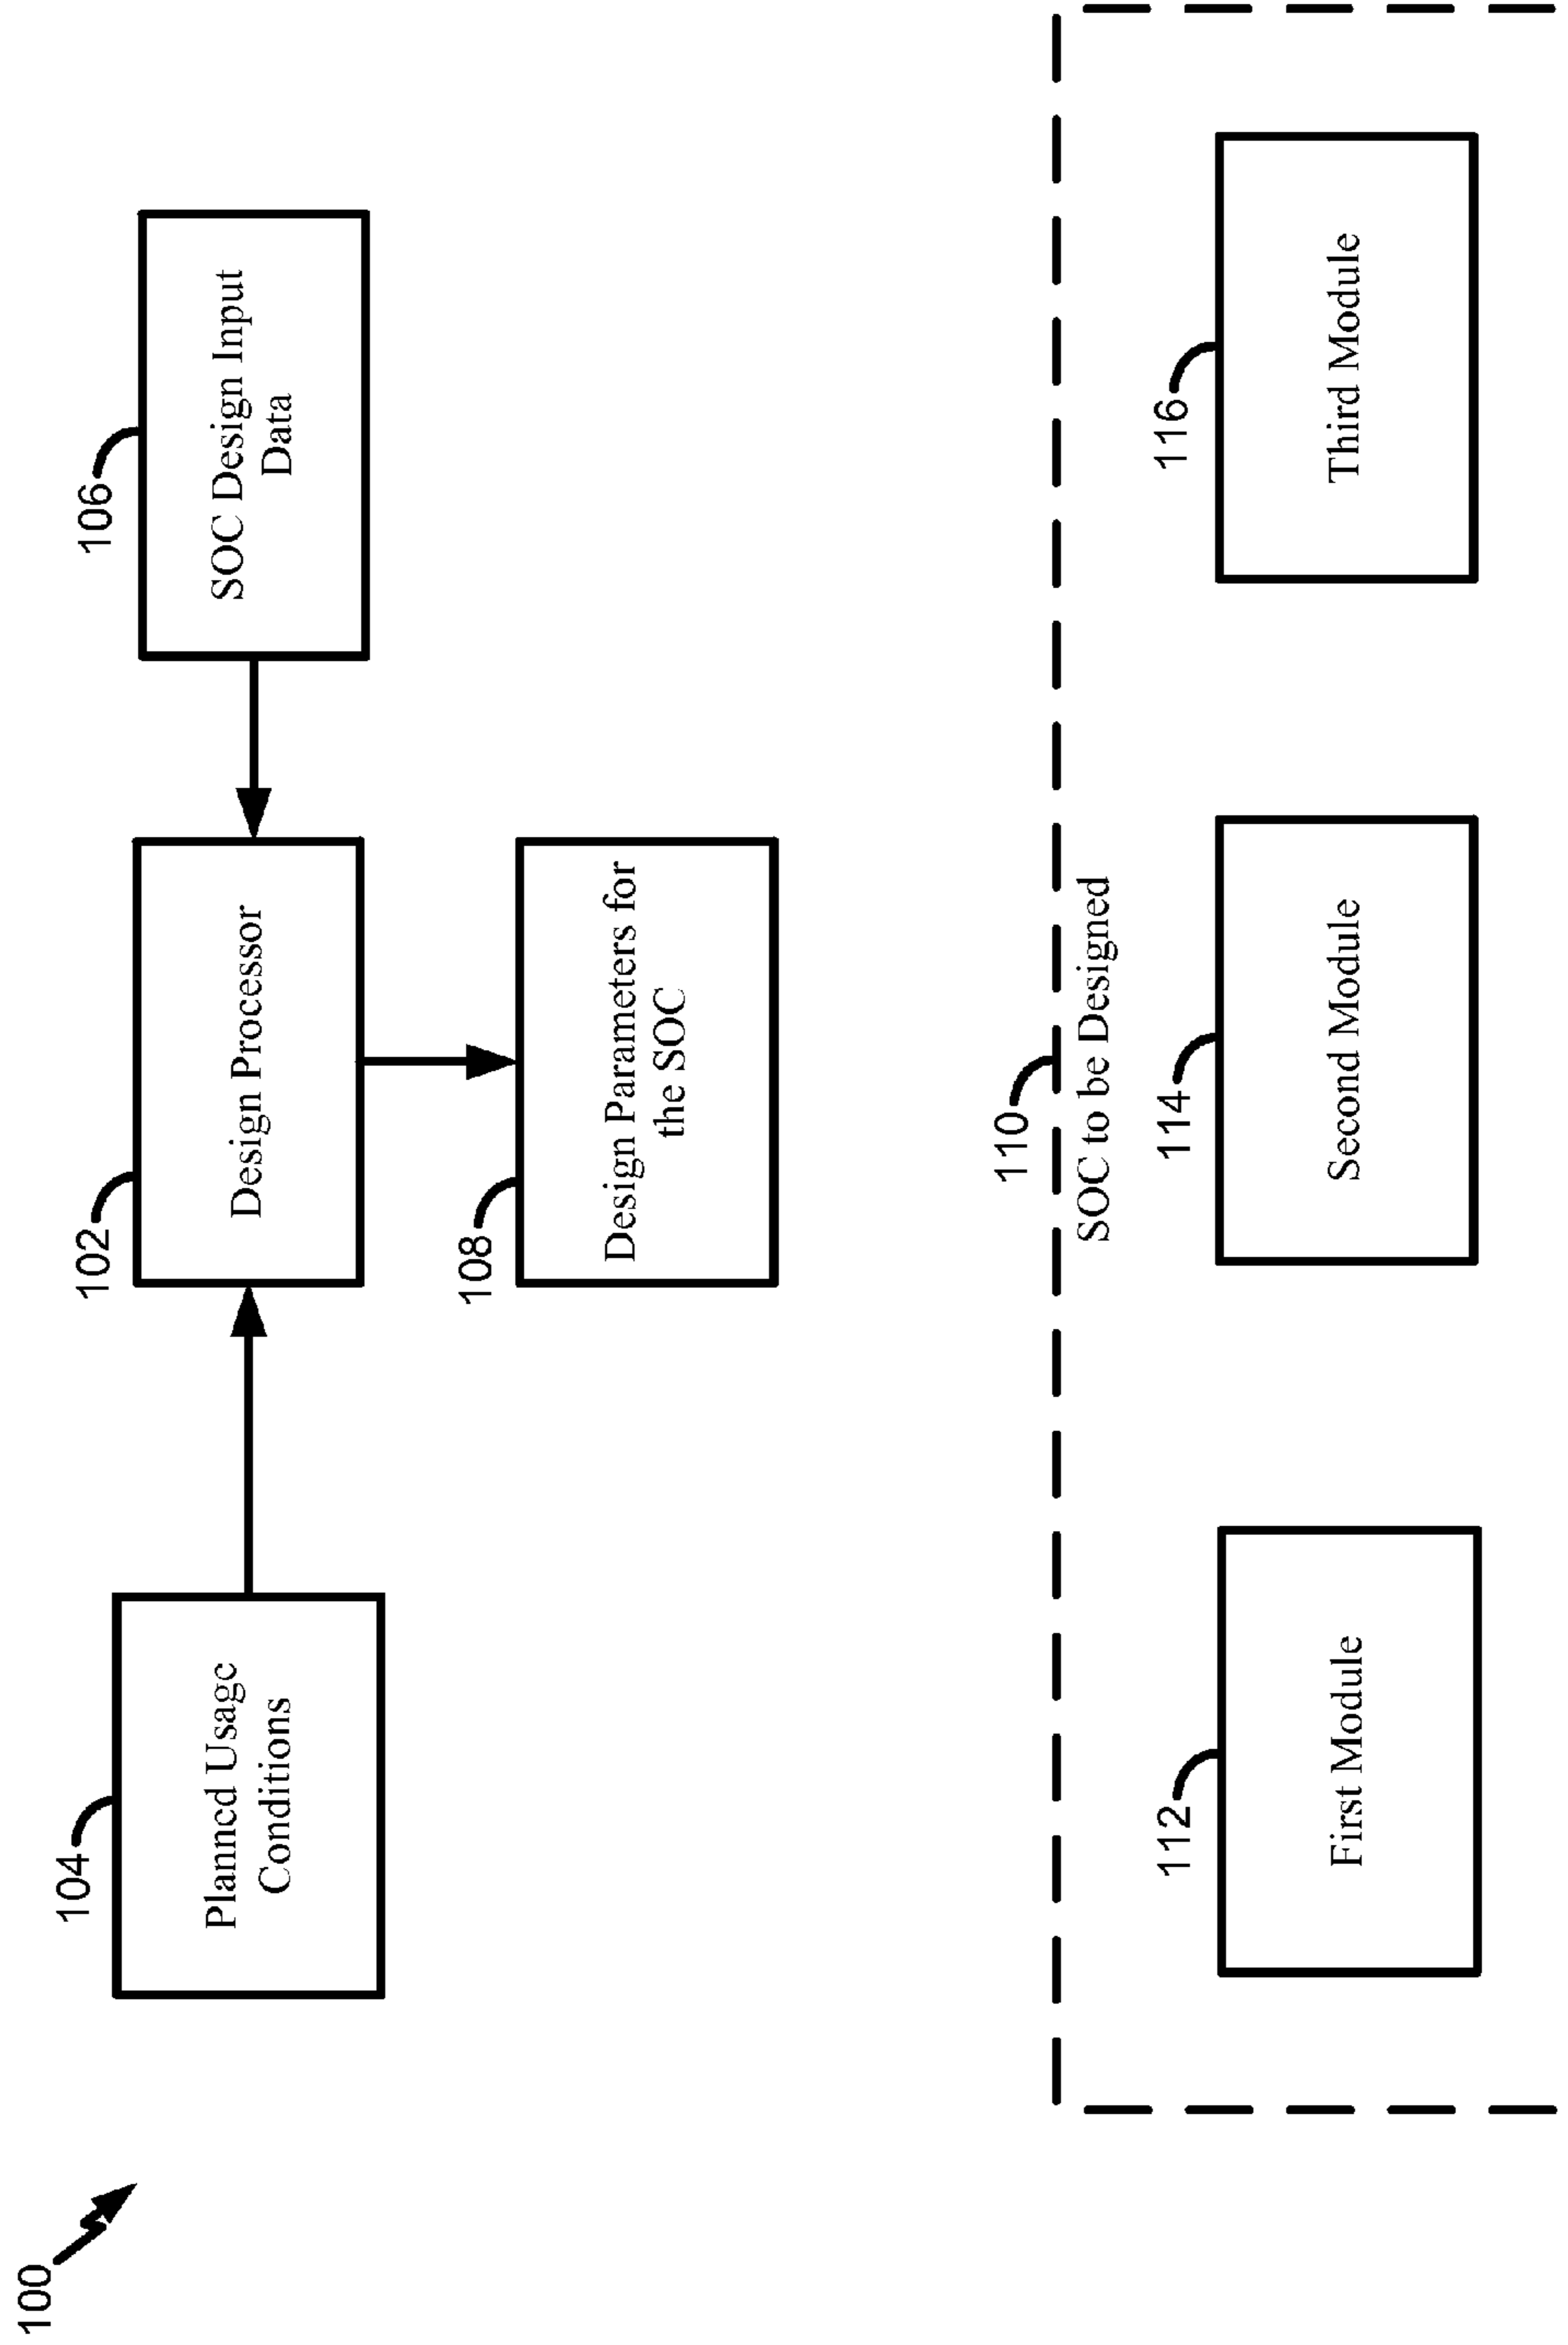 100
104
Planned Usage
Conditions
102
Design Processor
106
SOC Design Input
Data
108
Design Parameters for
the SOC
110
SOC to be Designed
112
First Module
114
Second Module
116
Third Module